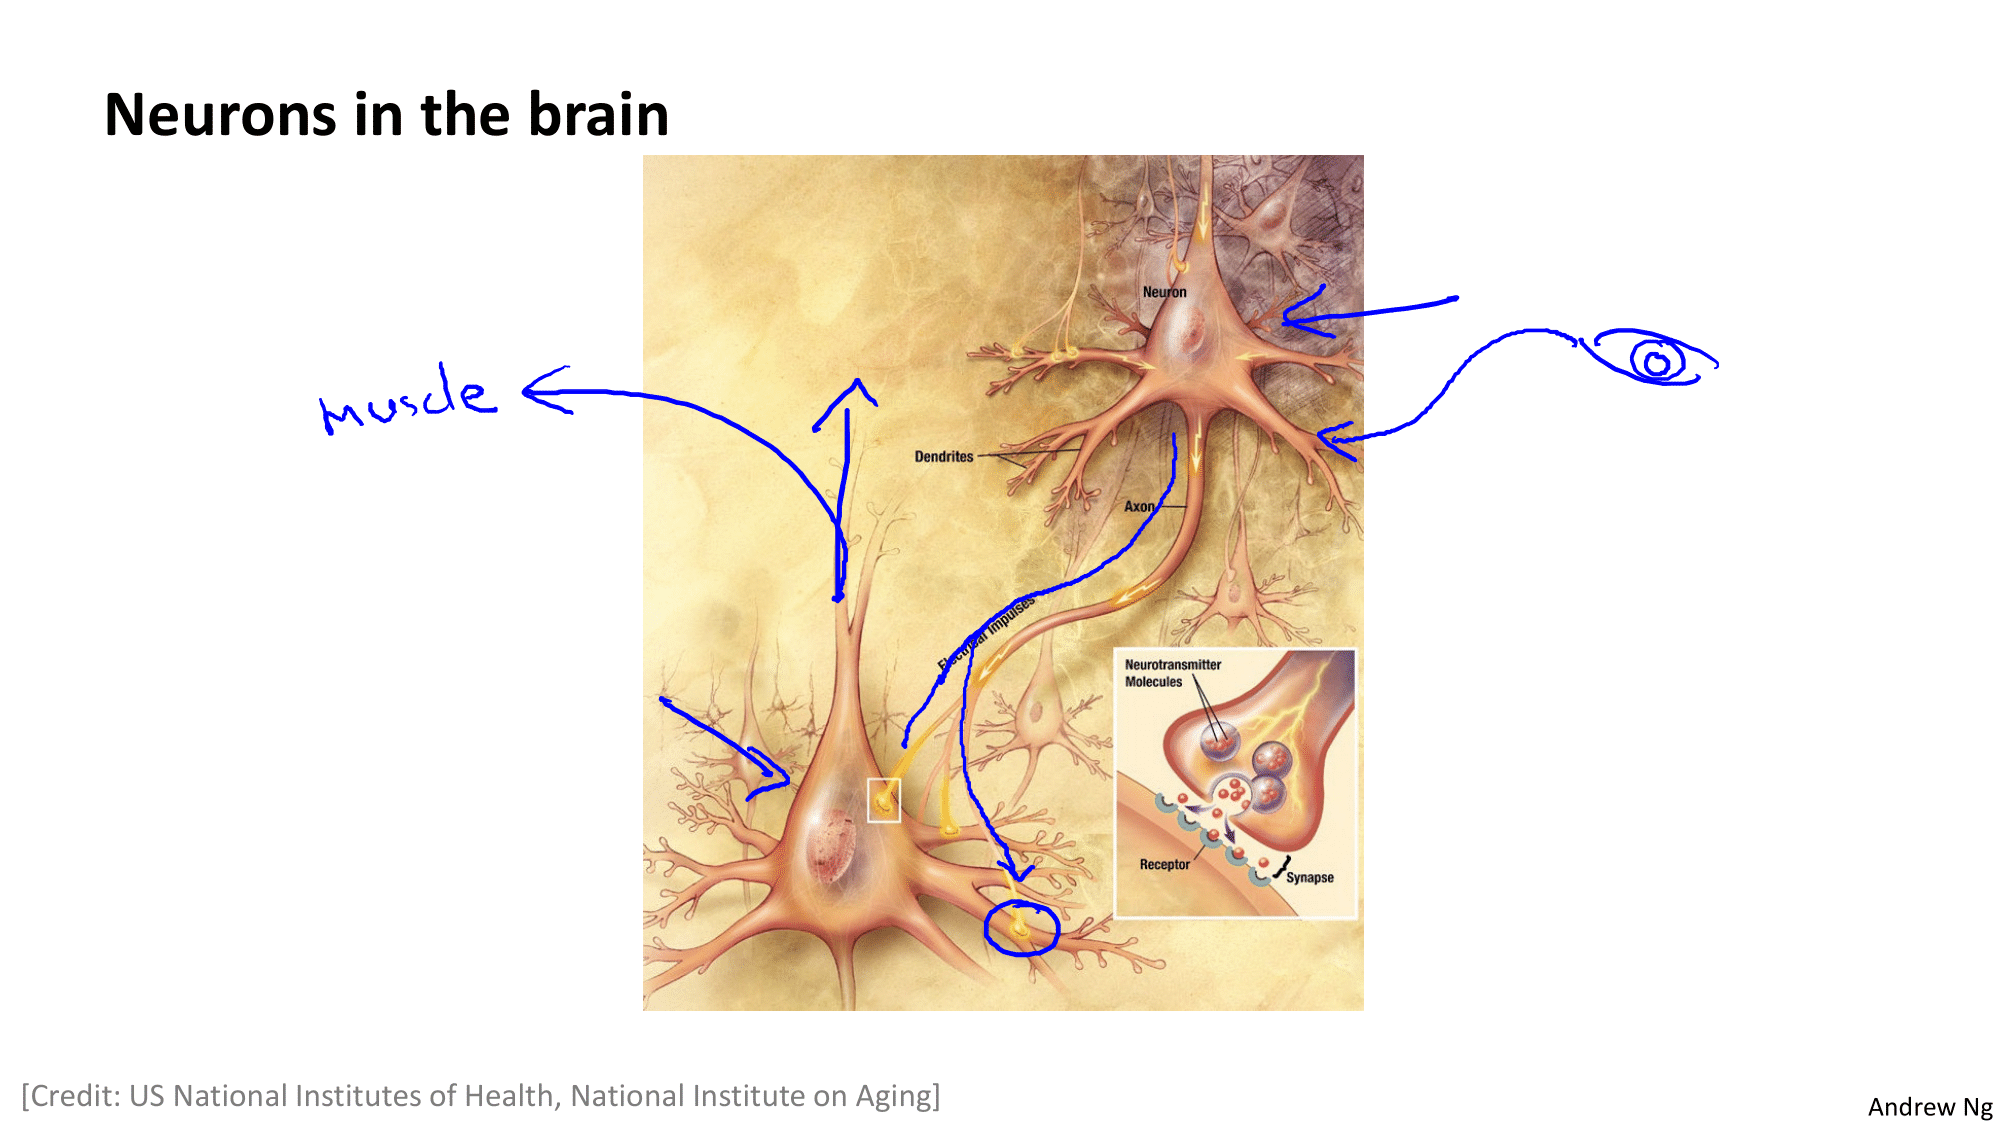 Neurons in the brain
Neuron
muscle
Dendrites
Axon
Electrical Impulses
Neurotransmitter
Molecules
Receptor
Synapse
[Credit: US National Institutes of Health, National Institute on Aging]
Andrew Ng